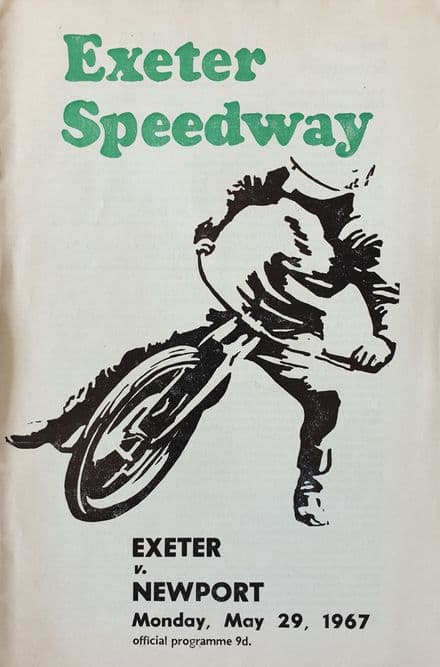 Exeter
Speedway
EXETER
v.
NEWPORT
Monday, May 29, 1967
official programme 9d.